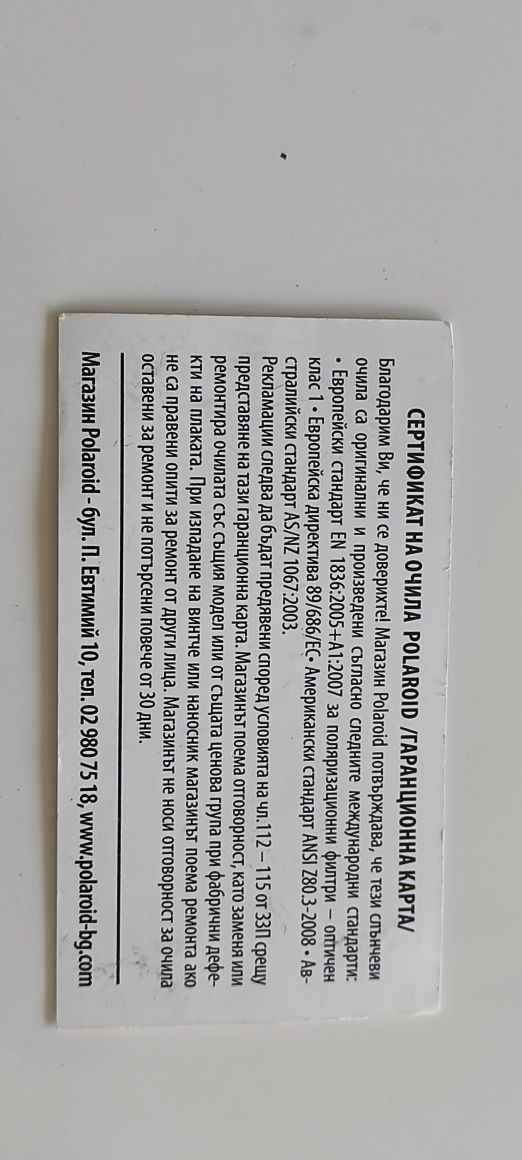 СЕРТИФИКАТ НА ОЧИЛА POLAROID /ГАРАНЦИОННА КАРТА/
Благодарим Ви, че ни се доверихте! Магазин Polaroid потвърждава, че тези слънчеви
очила са оригинални и произведени съгласно следните международни стандарти:
• Европейски стандарт EN 1836:2005+A1:2007 за поляризационни филтри – оптичен
клас 1 • Европейска директива 89/686/ЕС• Американски стандарт ANSI Z80.3-2008 • Ав-
стралийски стандарт AS/NZ 1067:2003.
Рекламации следва да бъдат предявени според условията на чл.112 – 115 от ЗЗП срещу
представяне на тази гаранционна карта. Магазинът поема отговорност, като заменя или
ремонтира очилата със същия модел или от същата ценова група при фабрични дефе-
кти на плаката. При изпадане на винтче или наносник магазинът поема ремонта ако
не са правени опити за ремонт от други лица. Магазинът не носи отговорност за очила
оставени за ремонт и не потърсени повече от 30 дни.
Магазин Polaroid - бул. П. Евтимий 10, тел. 02 980 75 18, www.polaroid-bg.com